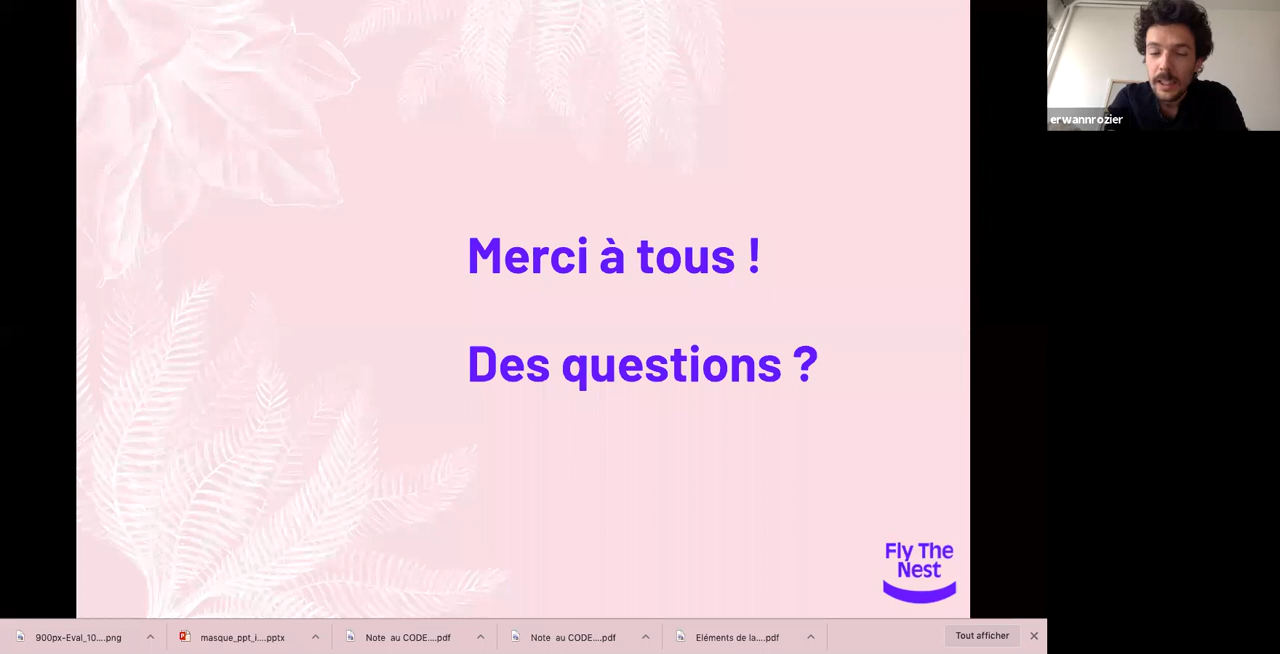 erwannrozier
Merci à tous !
Des questions ?
Fly The
Nest
900px-Eval_10....png
masque_ppt_i....pptx
Note au CODE....pdf
Note au CODE....pdf
Eléments de la....pdf
Tout afficher